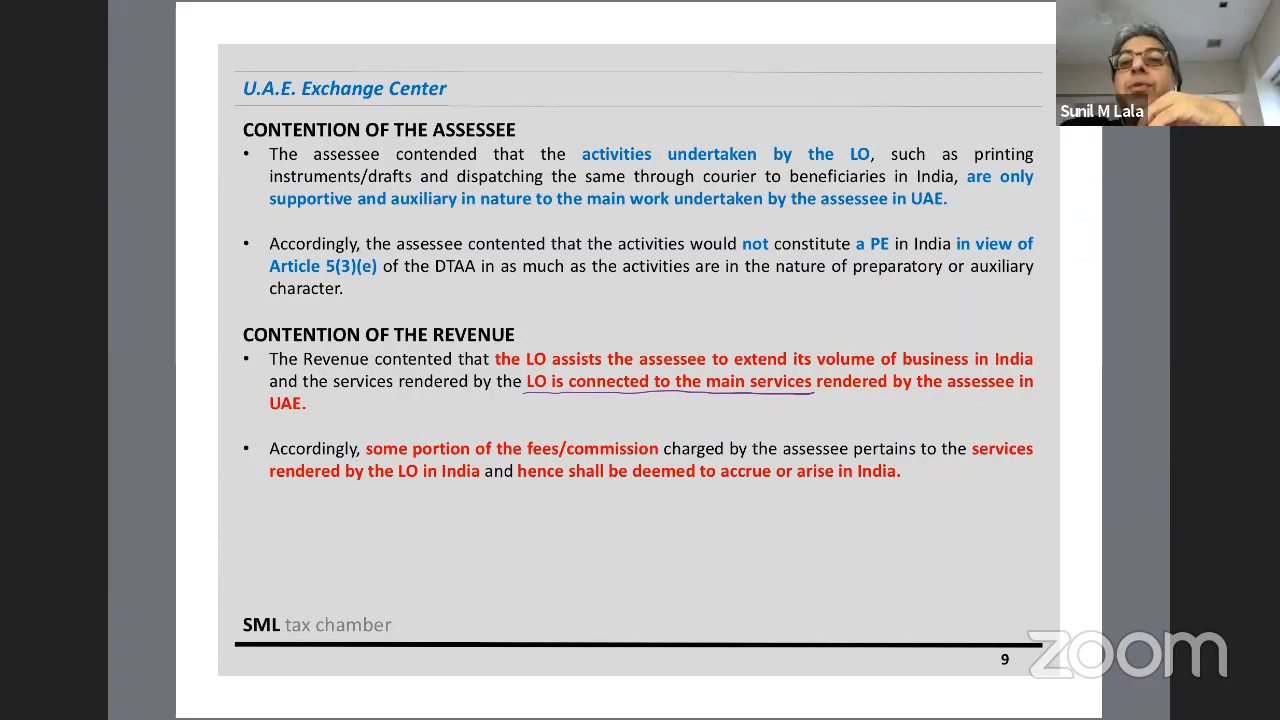 Sunil M Lala
U.A.E. Exchange Center
CONTENTION OF THE ASSESSEE
• The assessee contended that the activities undertaken by the LO, such as printing
instruments/drafts and dispatching the same through courier to beneficiaries in India, are only
supportive and auxiliary in nature to the main work undertaken by the assessee in UAE.
• Accordingly, the assessee contented that the activities would not constitute a PE in India in view of
Article 5(3)(e) of the DTAA in as much as the activities are in the nature of preparatory or auxiliary
character.
CONTENTION OF THE REVENUE
• The Revenue contented that the LO assists the assessee to extend its volume of business in India
and the services rendered by the LO is connected to the main services rendered by the assessee in
UAE.
• Accordingly, some portion of the fees/commission charged by the assessee pertains to the services
rendered by the LO in India and hence shall be deemed to accrue or arise in India.
SML tax chamber
9
zoom